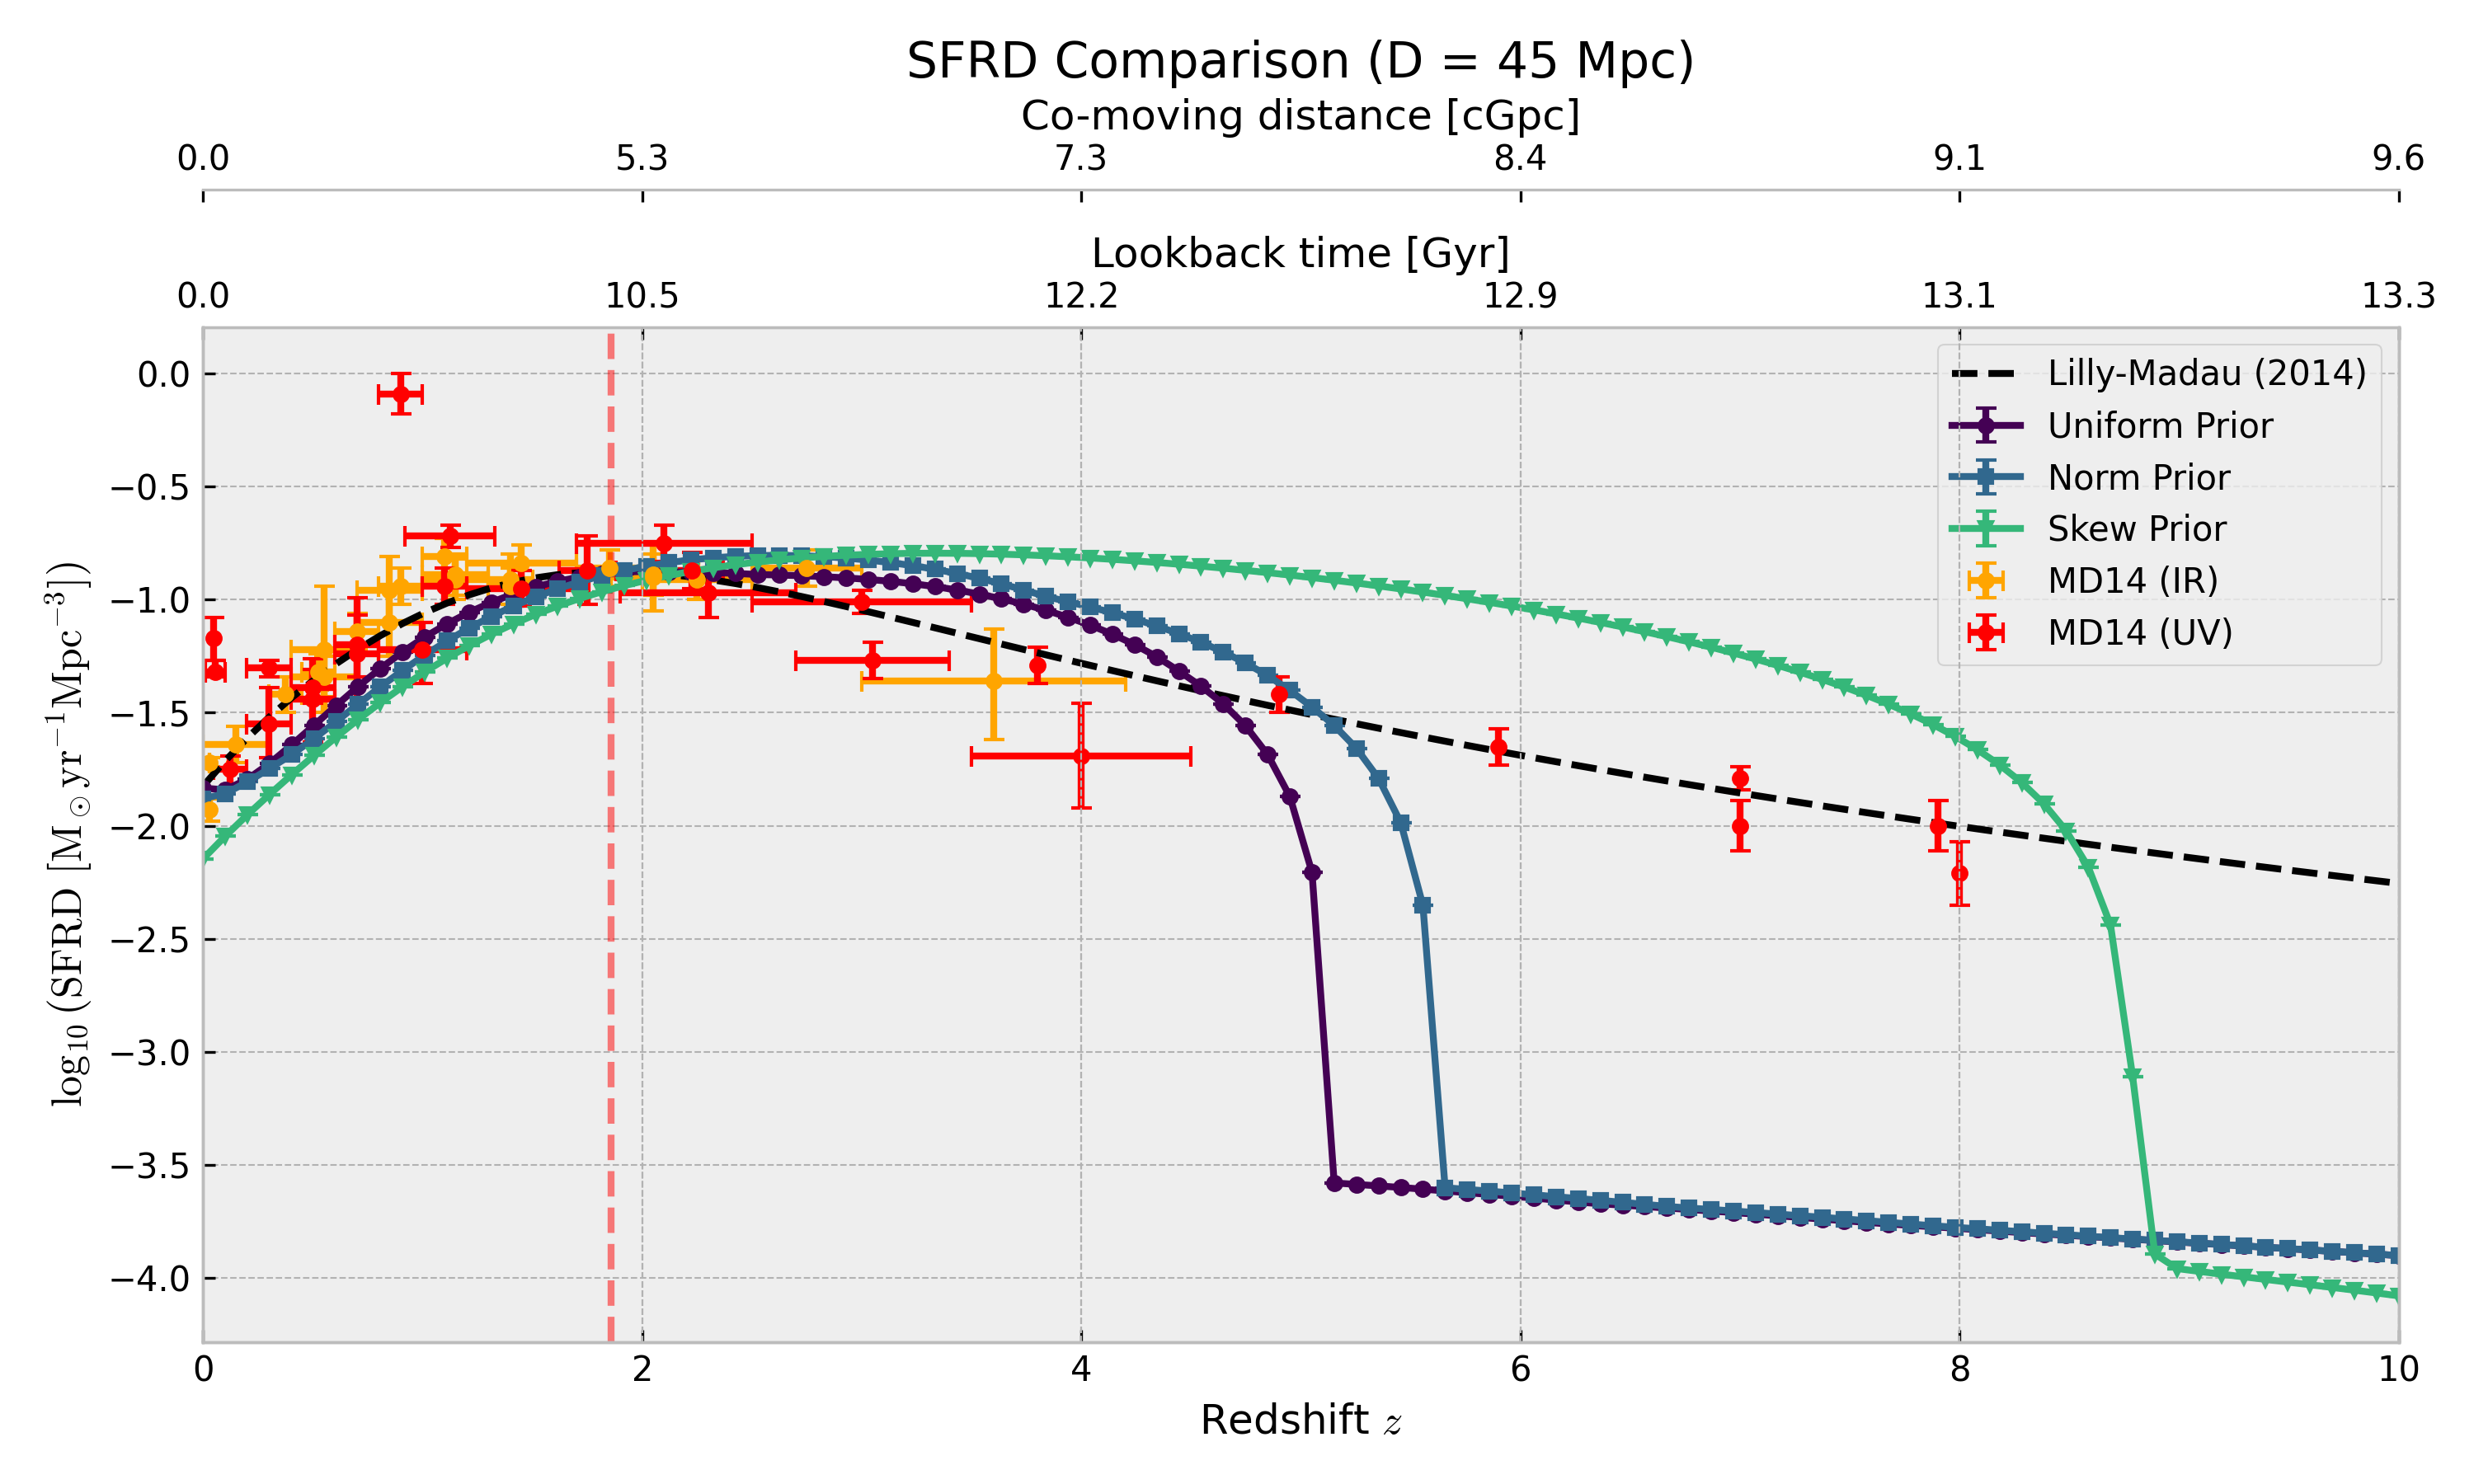 SFRD Comparison (D = 45 Mpc)
Co-moving distance [cGpc]
0.0 5.3 7.3 8.4 9.1 9.6
Lookback time [Gyr]
0.0 10.5 12.2 12.9 13.1 13.3
0.0
−0.5
−1.0
−1.5
−2.0
−2.5
−3.0
−3.5
−4.0
log₁₀(SFRD [M⊙yr⁻¹Mpc⁻³])
Lilly-Madau (2014)
Uniform Prior
Norm Prior
Skew Prior
MD14 (IR)
MD14 (UV)
0 2 4 6 8 10
Redshift z